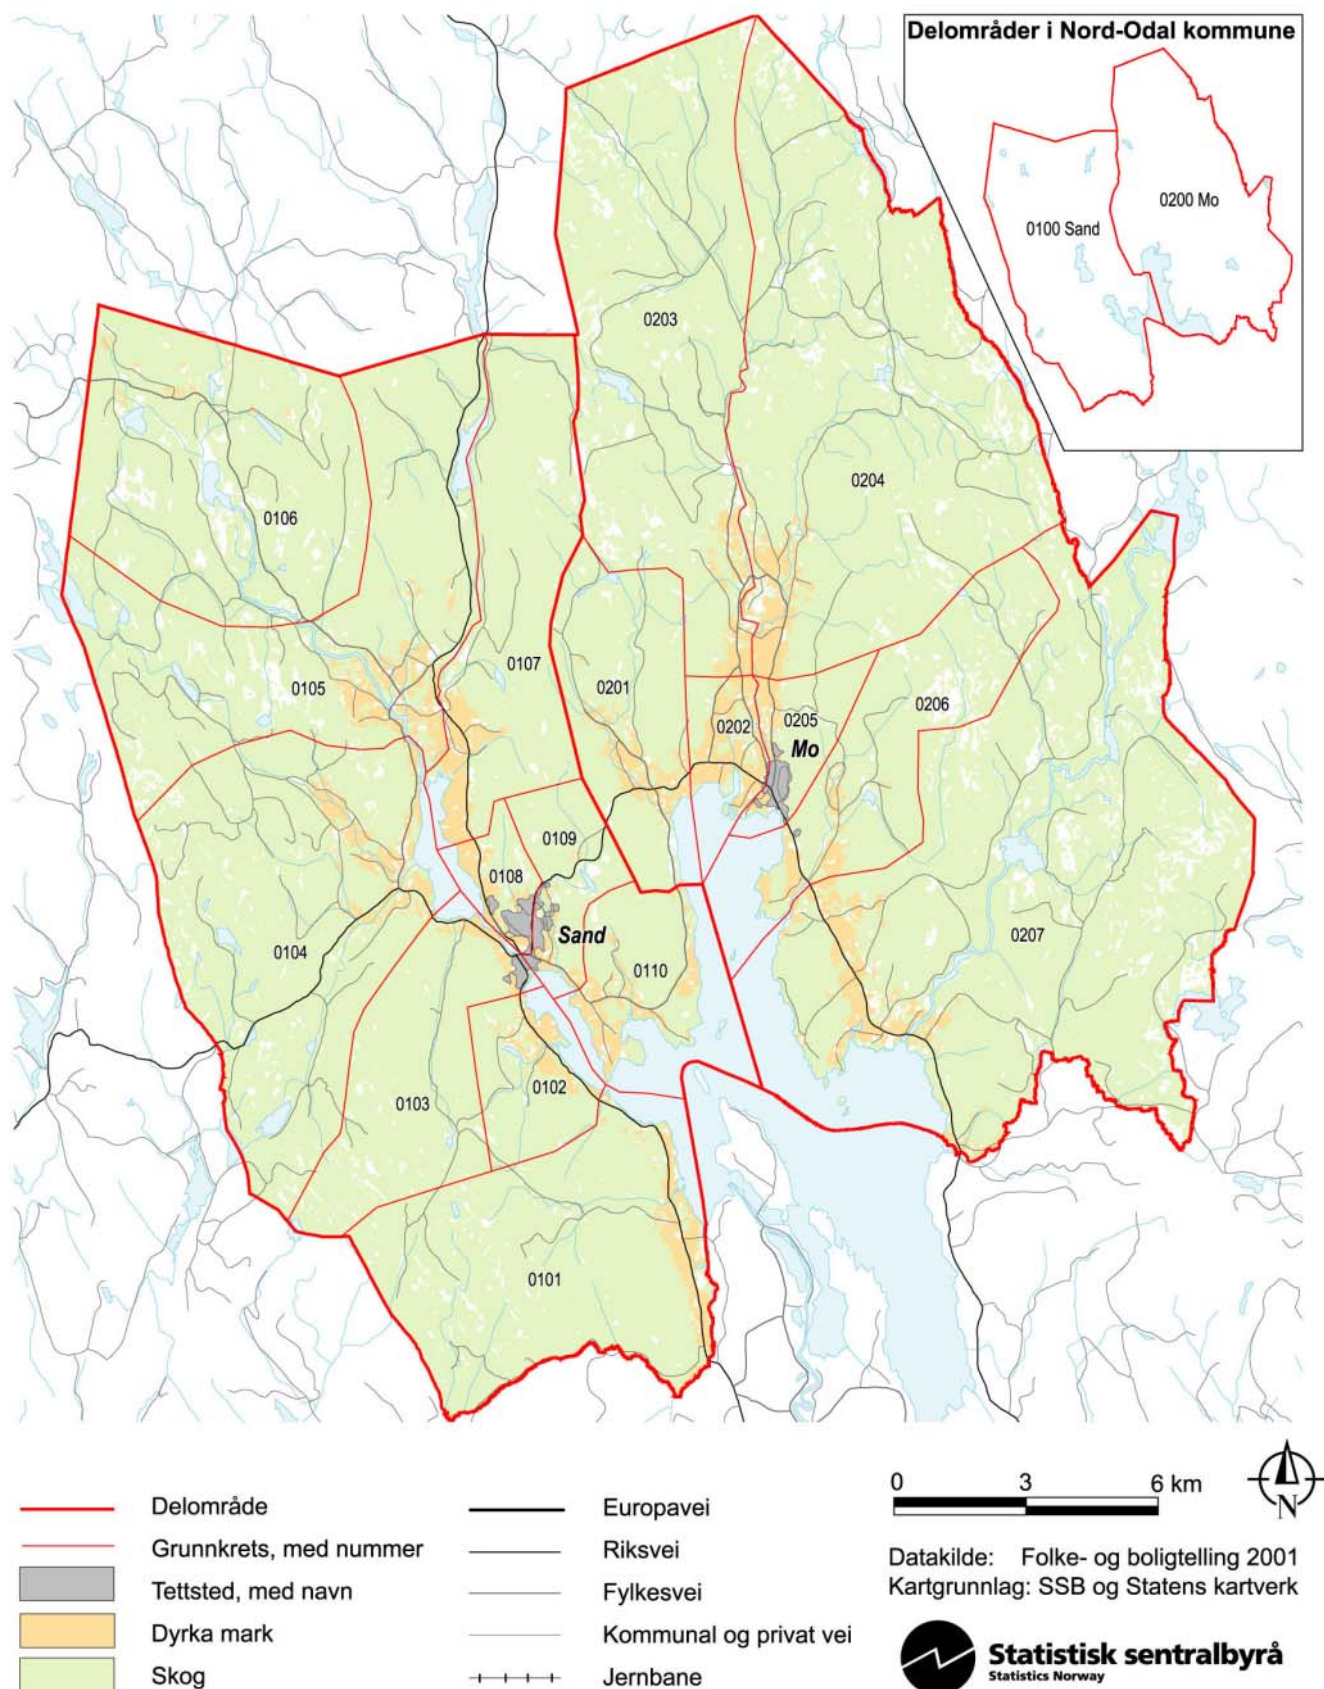 Delområder i Nord-Odal kommune
0200 Mo
0100 Sand
0203
0204
0106
0107
0105
0201
0206
0202
0205
Mo
0109
0108
Sand
0104
0110
0207
0102
0103
0101
0 3 6 km
N
Delområde
Grunnkrets, med nummer
Tettsted, med navn
Dyrka mark
Skog
Europavei
Riksvei
Fylkesvei
Kommunal og privat vei
Jernbane
Datakilde: Folke- og boligtelling 2001
Kartgrunnlag: SSB og Statens kartverk
Statistisk sentralbyrå
Statistics Norway